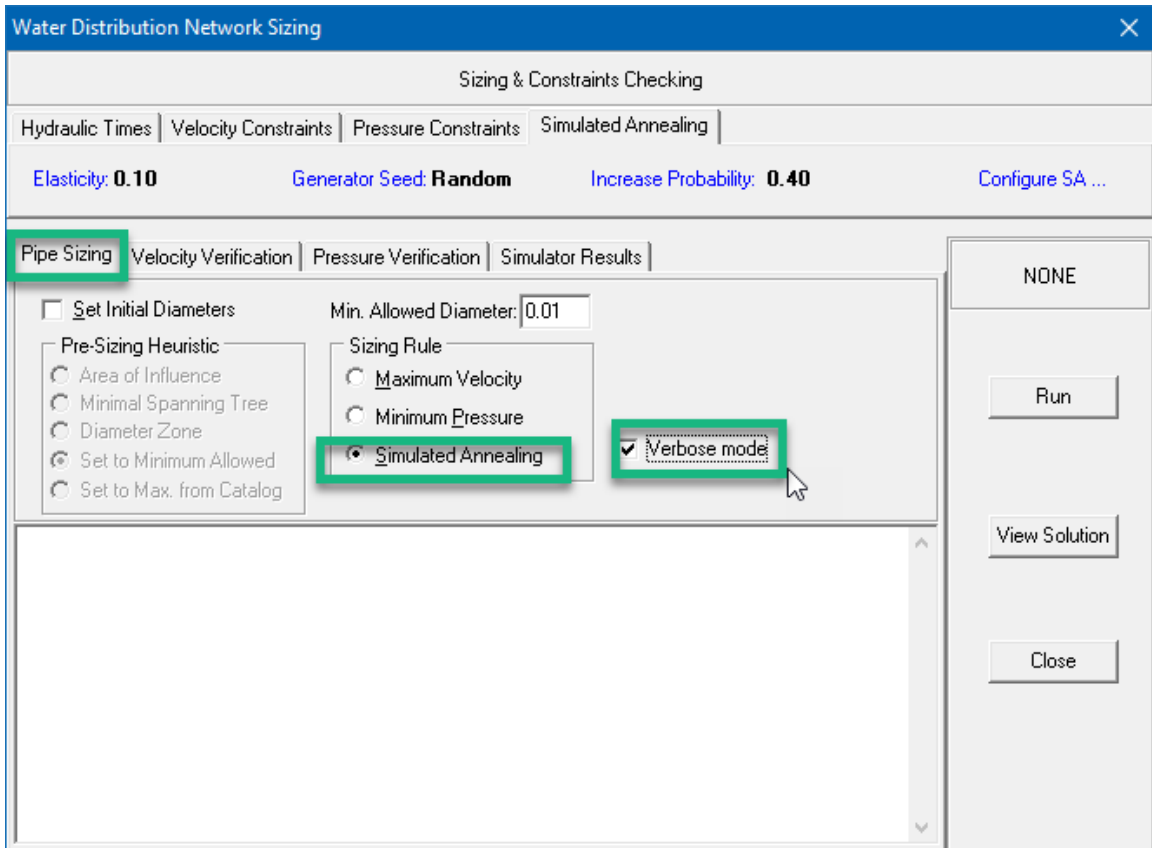 Water Distribution Network Sizing
Sizing & Constraints Checking
Hydraulic Times Velocity Constraints Pressure Constraints Simulated Annealing
Elasticity: 0.10 Generator Seed: Random Increase Probability: 0.40 Configure SA ...
Pipe Sizing Velocity Verification Pressure Verification Simulator Results
NONE
Set Initial Diameters Min. Allowed Diameter: 0.01
Pre-Sizing Heuristic Sizing Rule
Area of Influence Maximum Velocity
Minimal Spanning Tree Run
Diameter Zone Minimum Pressure
Set to Minimum Allowed Simulated Annealing Verbose mode
Set to Max. from Catalog
View Solution
Close